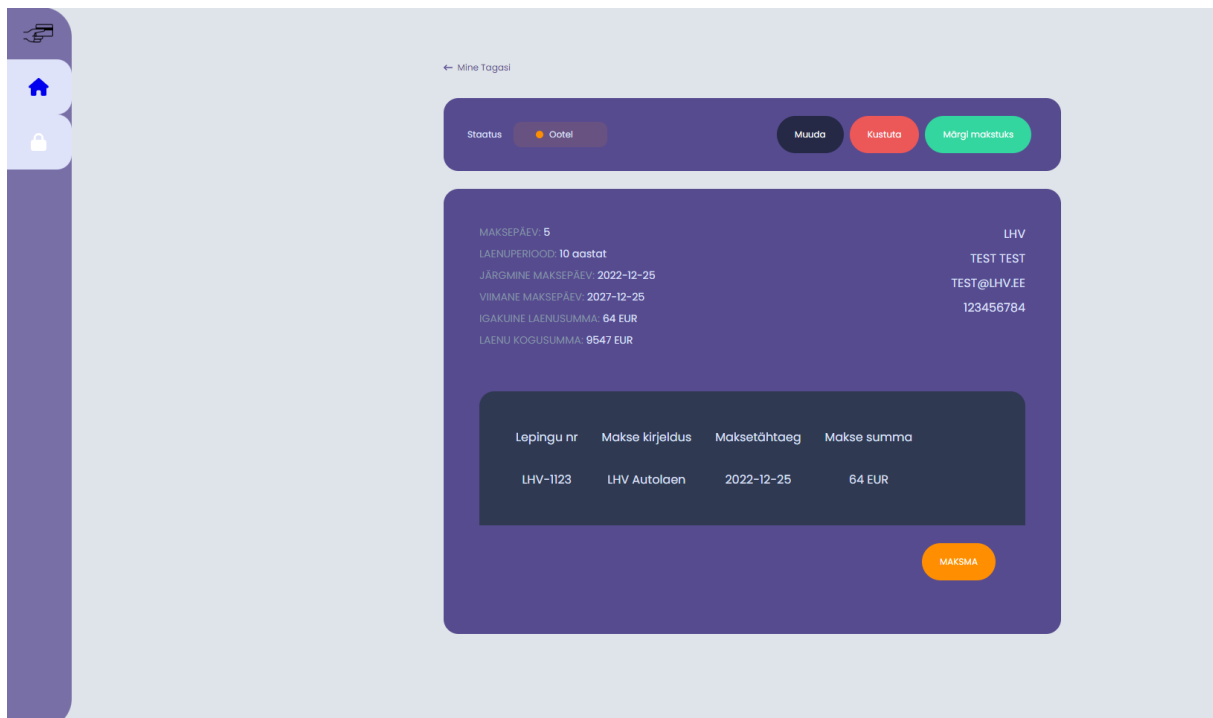 ← Mine Tagasi
Staatus Ootel Muuda Kustuta Märgi makstuks
MAKSEPÄEV: 5
LAENUPERIOOD: 10 aastat
JÄRGMINE MAKSEPÄEV: 2022-12-25
VIIMANE MAKSEPÄEV: 2027-12-25
IGAKUINE LAENUSUMMA: 64 EUR
LAENU KOGUSUMMA: 9547 EUR
LHV
TEST TEST
TEST@LHV.EE
123456784
Lepingu nr Makse kirjeldus Maksetähtaeg Makse summa
LHV-1123 LHV Autolaen 2022-12-25 64 EUR
MAKSMA